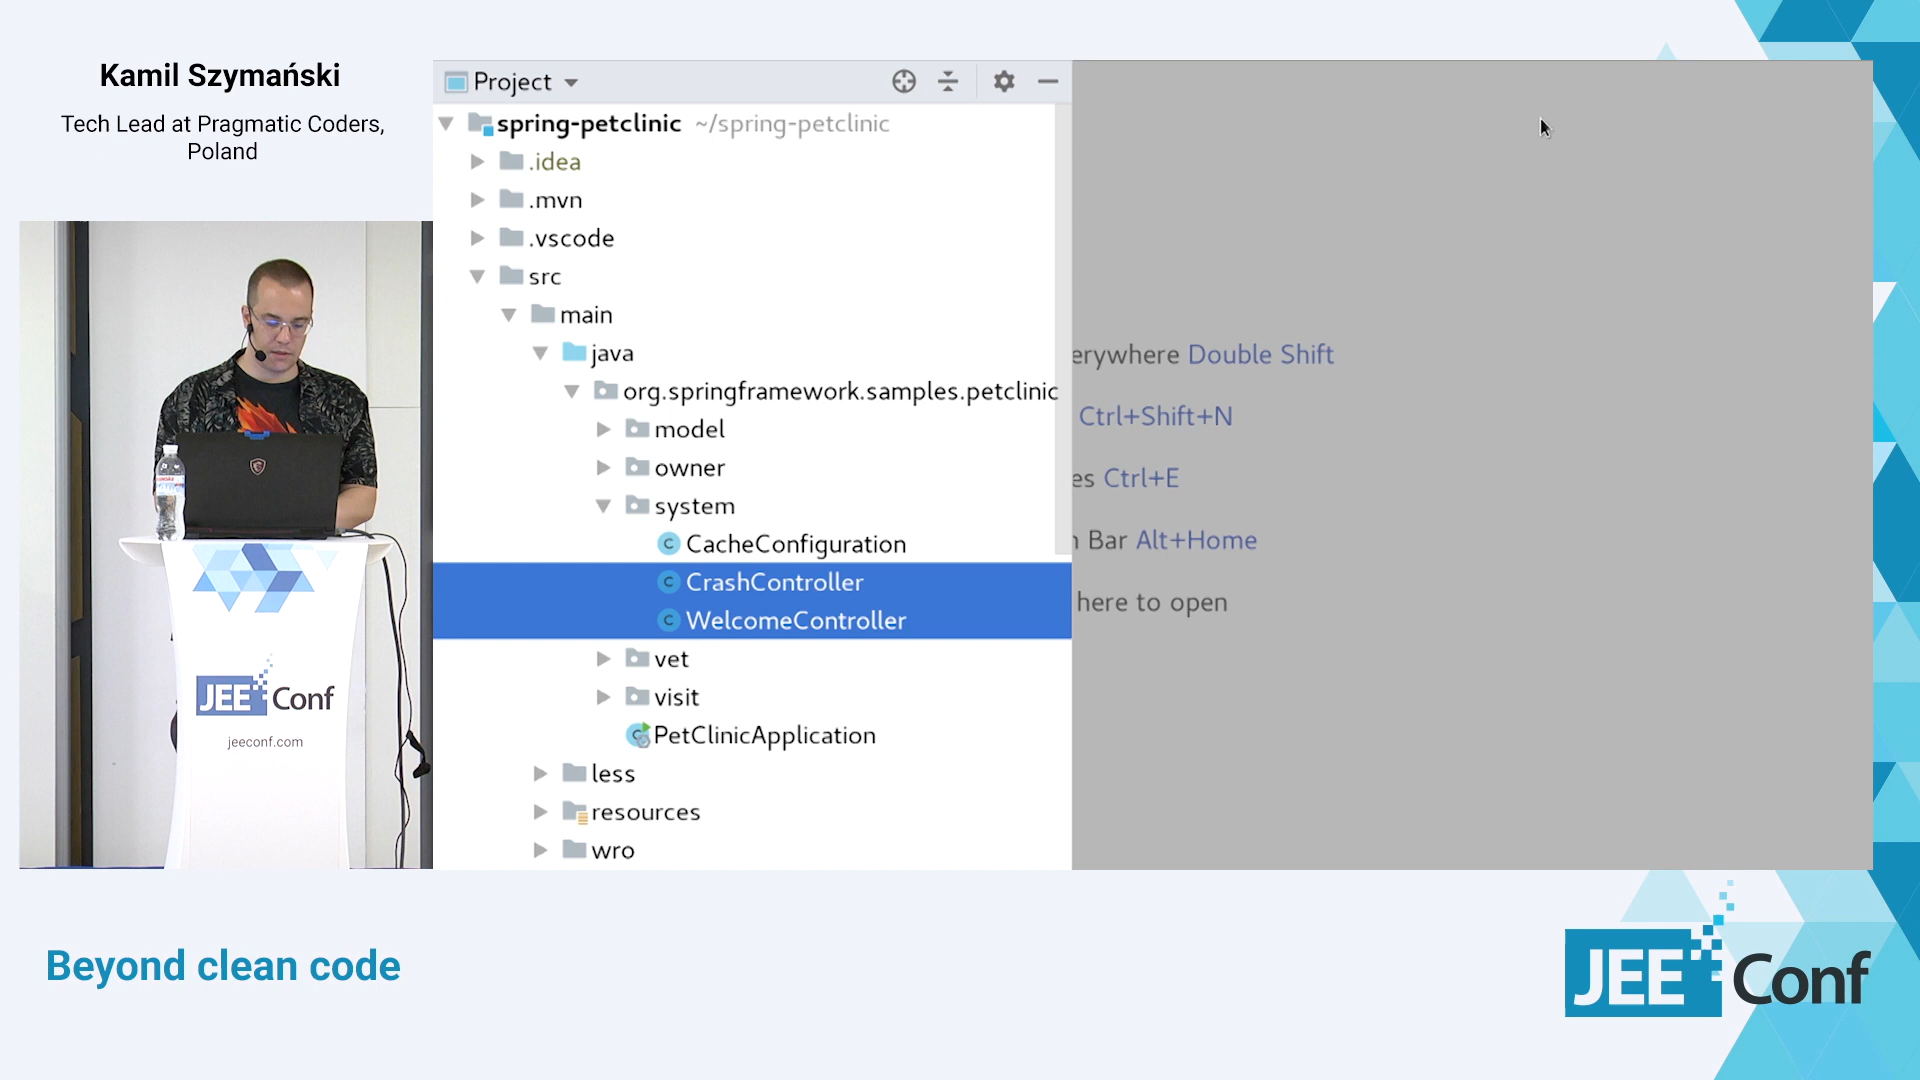 Kamil Szymański
Tech Lead at Pragmatic Coders,
Poland
Project
spring-petclinic ~/spring-petclinic
.idea
.mvn
.vscode
src
main
java
org.springframework.samples.petclinic
model
owner
system
CacheConfiguration
CrashController
WelcomeController
vet
visit
PetClinicApplication
less
resources
wro
erywhere Double Shift
Ctrl+Shift+N
es Ctrl+E
n Bar Alt+Home
here to open
JEE Conf
jeeconf.com
Beyond clean code
JEE Conf